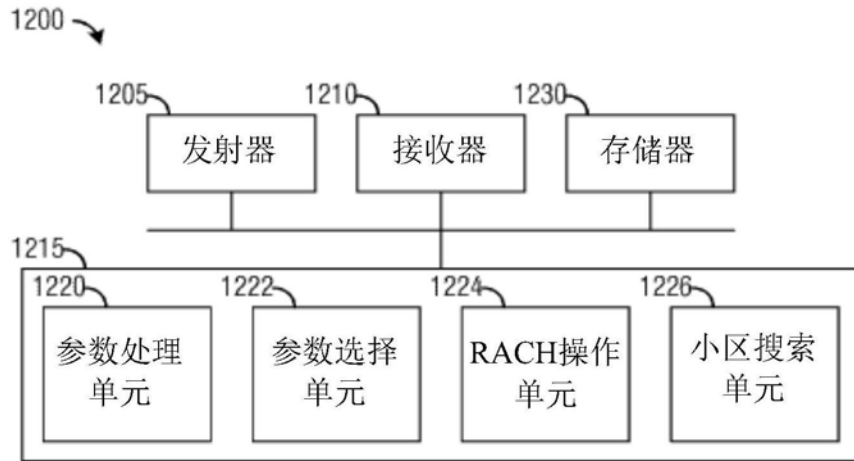 1200
1205
1210
1230
发射器
接收器
存储器
1215
1220
1222
1224
1226
参数处理
单元
参数选择
单元
RACH操作
单元
小区搜索
单元